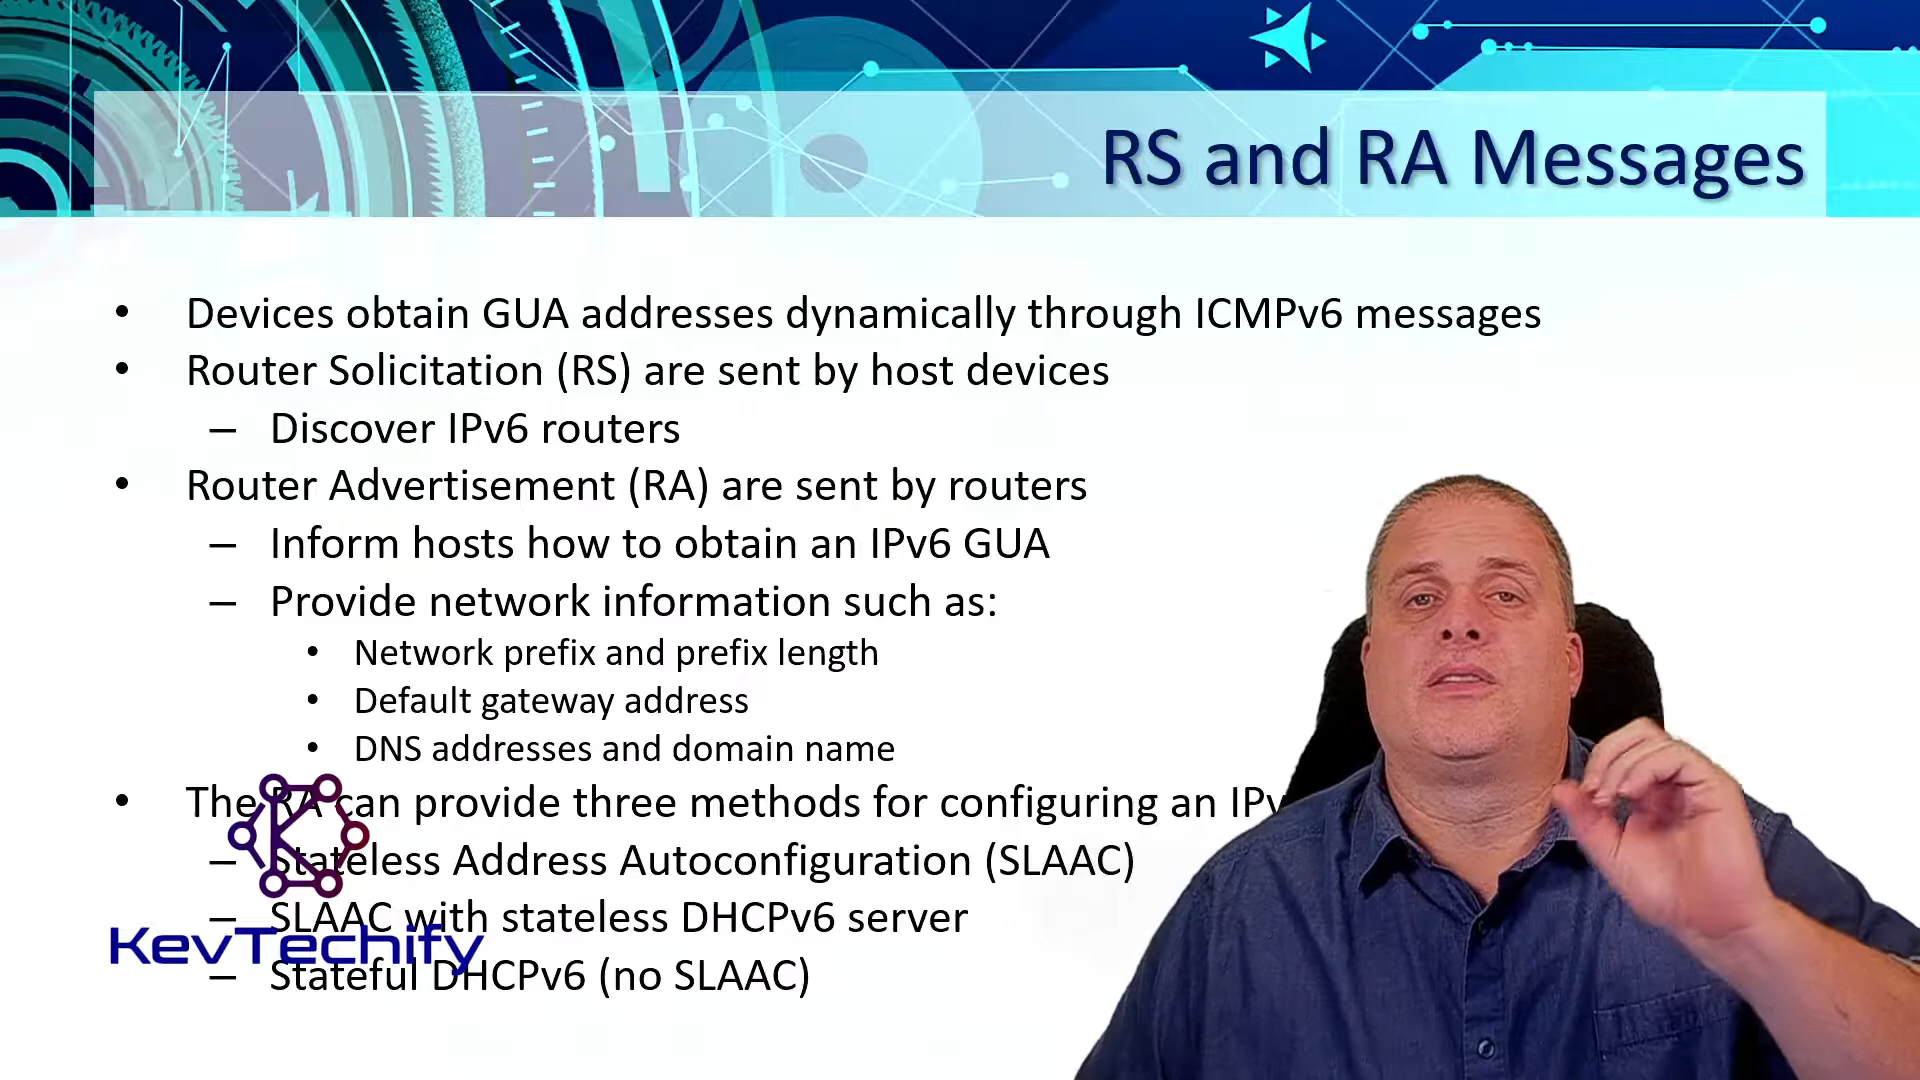 RS and RA Messages
• Devices obtain GUA addresses dynamically through ICMPv6 messages
• Router Solicitation (RS) are sent by host devices
– Discover IPv6 routers
• Router Advertisement (RA) are sent by routers
– Inform hosts how to obtain an IPv6 GUA
– Provide network information such as:
• Network prefix and prefix length
• Default gateway address
• DNS addresses and domain name
• The RA can provide three methods for configuring an IPv
– Stateless Address Autoconfiguration (SLAAC)
– SLAAC with stateless DHCPv6 server
KevTechify
– Stateful DHCPv6 (no SLAAC)